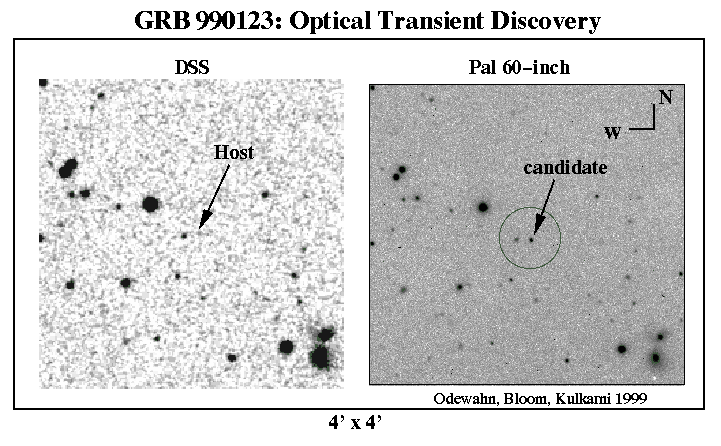 GRB 990123: Optical Transient Discovery
DSS
Pal 60-inch
N
W
Host
candidate
Odewahn, Bloom, Kulkarni 1999
4' x 4'